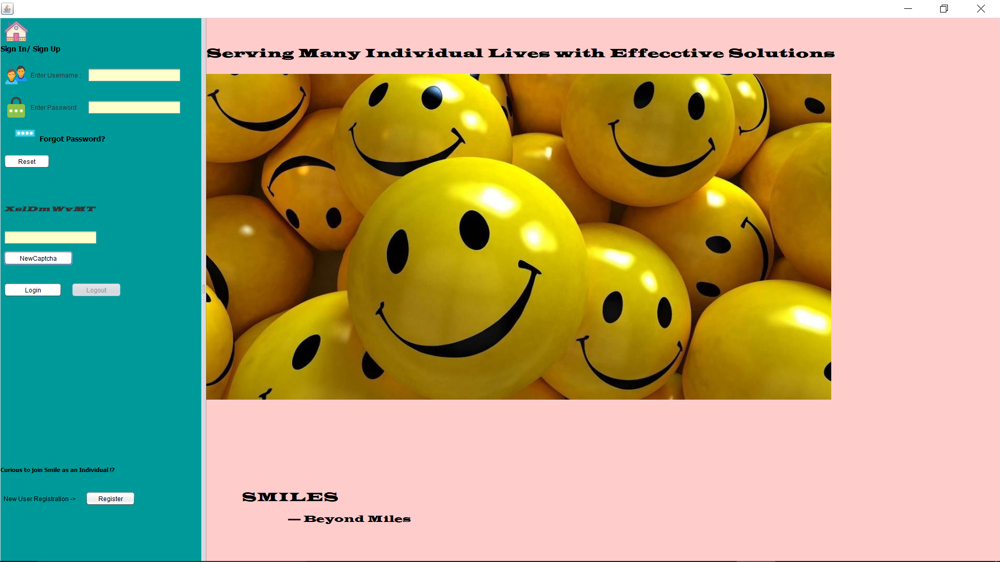 Sign In/ Sign Up
Serving Many Individual Lives with Effecctive Solutions
Enter Username :
Enter Password
Forgot Password?
Reset
XslDmWvMT
NewCaptcha
Login
Logout
Curious to join Smile as an Individual !?
New User Registration ->
Register
SMILES
— Beyond Miles